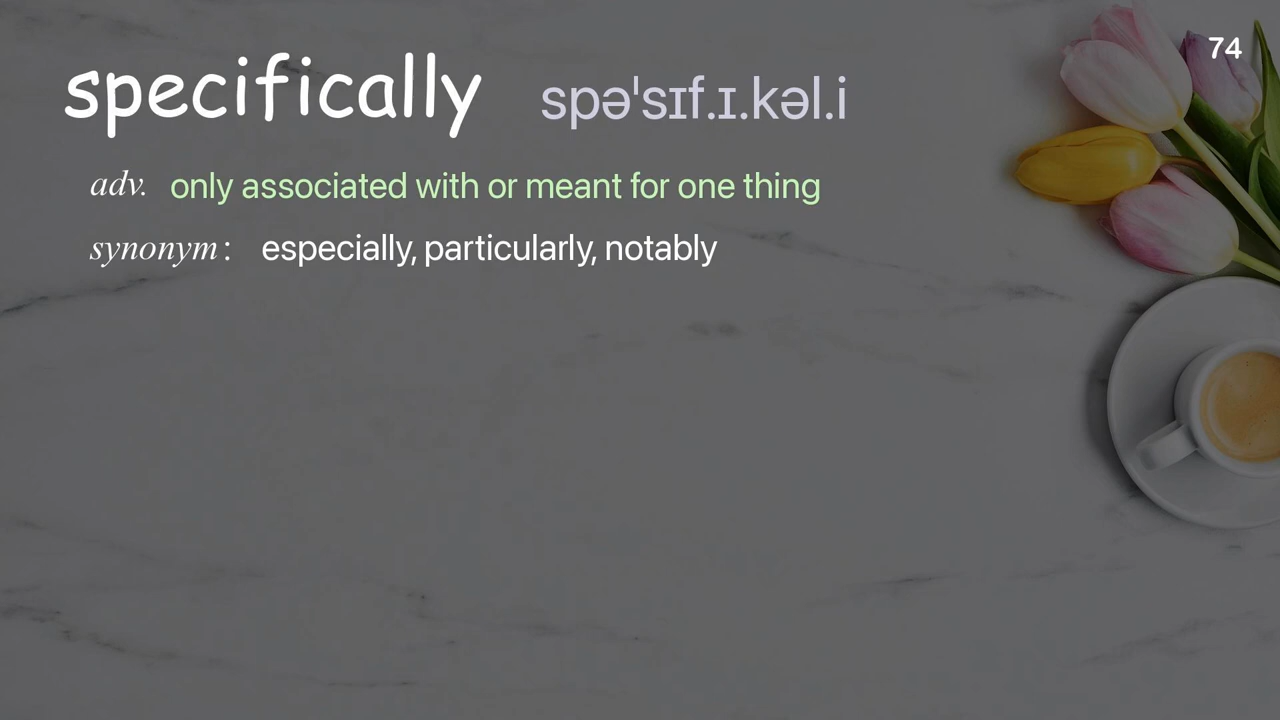 74
specifically spəˈsɪf.ɪ.kəl.i
adv. only associated with or meant for one thing
synonym: especially, particularly, notably